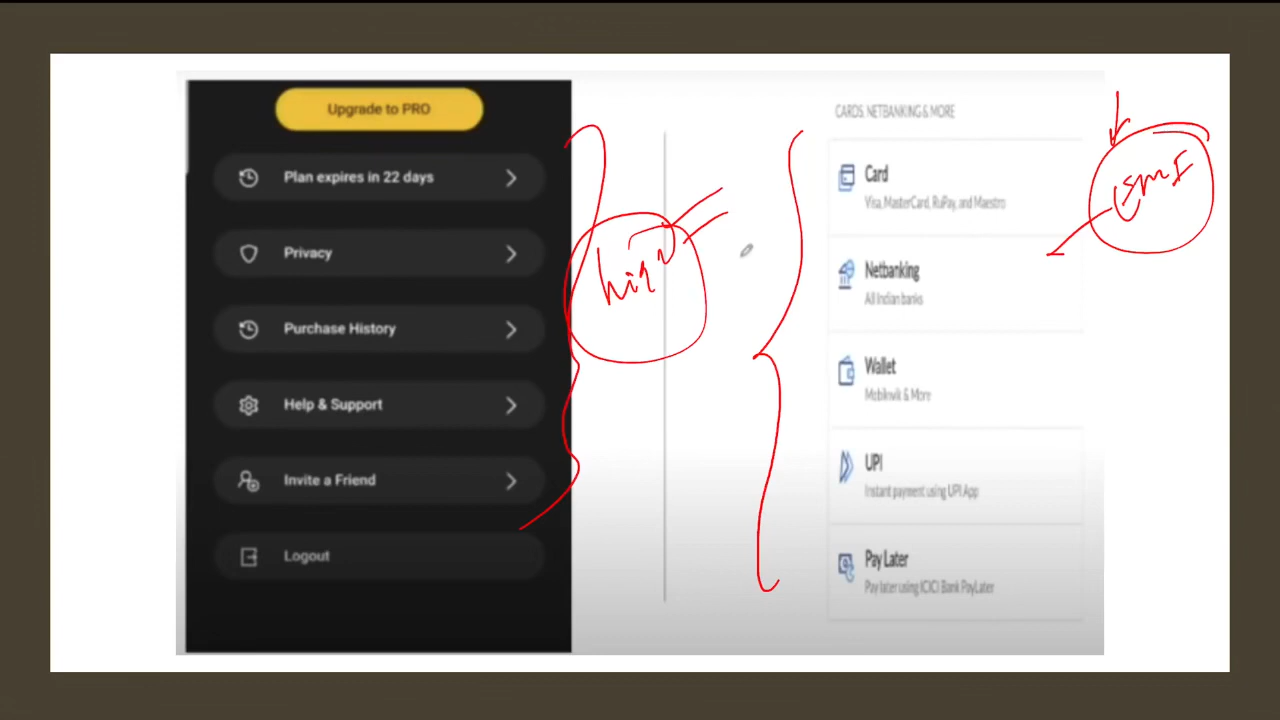 Upgrade to PRO
Plan expires in 22 days
Privacy
Purchase History
Help & Support
Invite a Friend
Logout
CARDS, NETBANKING & MORE
Card
Visa, MasterCard, RuPay, and Maestro
Netbanking
All Indian banks
Wallet
Mobikwik & More
UPI
Instant payment using UPI App
Pay Later
Pay later using ICICI Bank PayLater